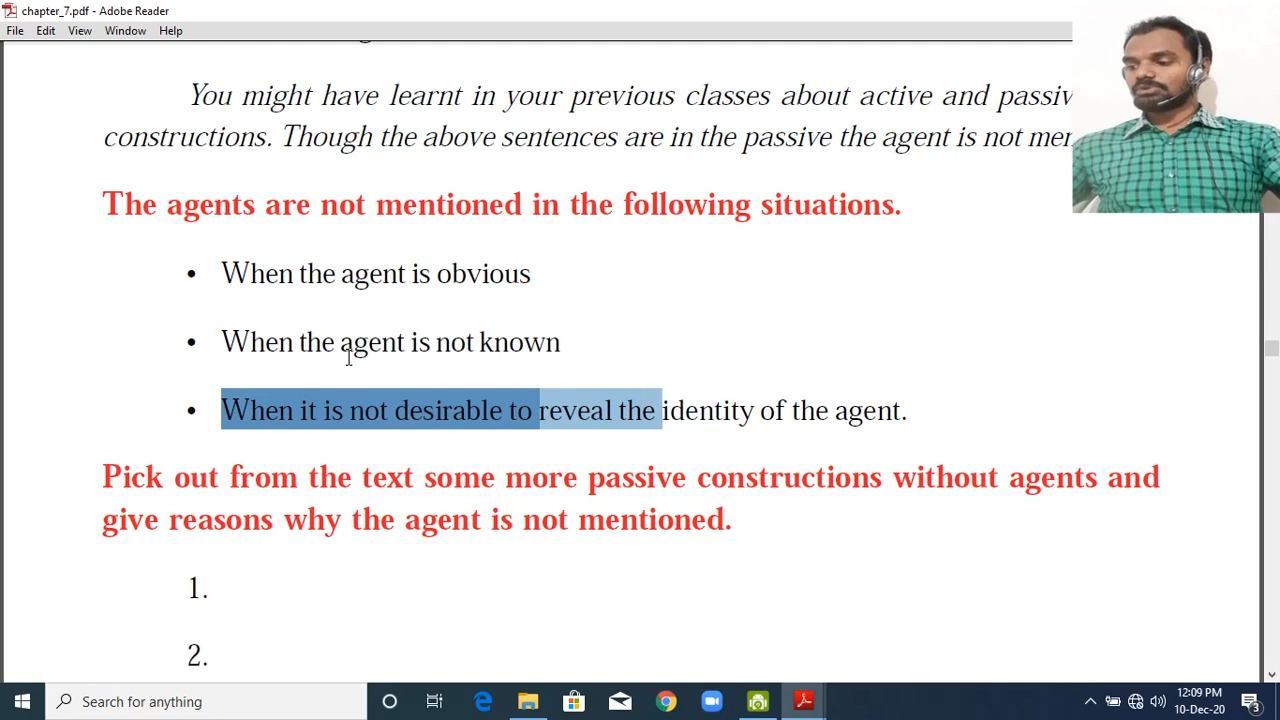 chapter_7.pdf - Adobe Reader
File Edit View Window Help
You might have learnt in your previous classes about active and passiv
constructions. Though the above sentences are in the passive the agent is not men
The agents are not mentioned in the following situations.
• When the agent is obvious
• When the agent is not known
• When it is not desirable to reveal the identity of the agent.
Pick out from the text some more passive constructions without agents and
give reasons why the agent is not mentioned.
1.
2.
Search for anything
12:09 PM
10-Dec-20
3